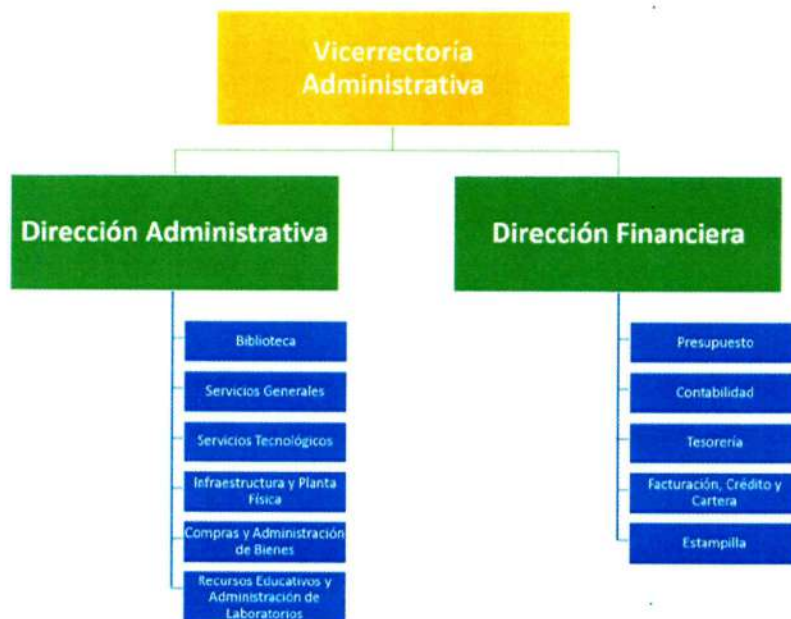 Vicerrectoría
Administrativa
Dirección Administrativa
Dirección Financiera
Biblioteca
Servicios Generales
Servicios Tecnológicos
Infraestructura y Planta
Física
Compras y Administración
de Bienes
Recursos Educativos y
Administración de
Laboratorios
Presupuesto
Contabilidad
Tesorería
Facturación, Crédito y
Cartera
Estampilla